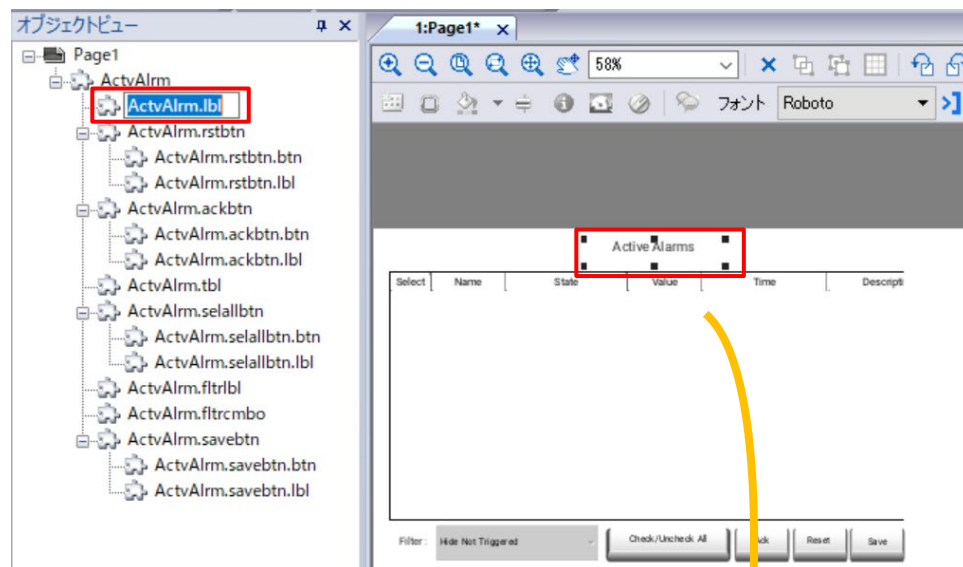 オブジェクトビュー
Page1
ActvAlrm
ActvAlrm.lbl
ActvAlrm.rstbtn
ActvAlrm.rstbtn.btn
ActvAlrm.rstbtn.lbl
ActvAlrm.ackbtn
ActvAlrm.ackbtn.btn
ActvAlrm.ackbtn.lbl
ActvAlrm.tbl
ActvAlrm.selallbtn
ActvAlrm.selallbtn.btn
ActvAlrm.selallbtn.lbl
ActvAlrm.fltrlbl
ActvAlrm.fltrcmbo
ActvAlrm.savebtn
ActvAlrm.savebtn.btn
ActvAlrm.savebtn.lbl
1:Page1*
58%
フォント Roboto
Active Alarms
Select Name State Value Time Descripti
Filter : Hide Not Triggered Check/Uncheck All Reset Save